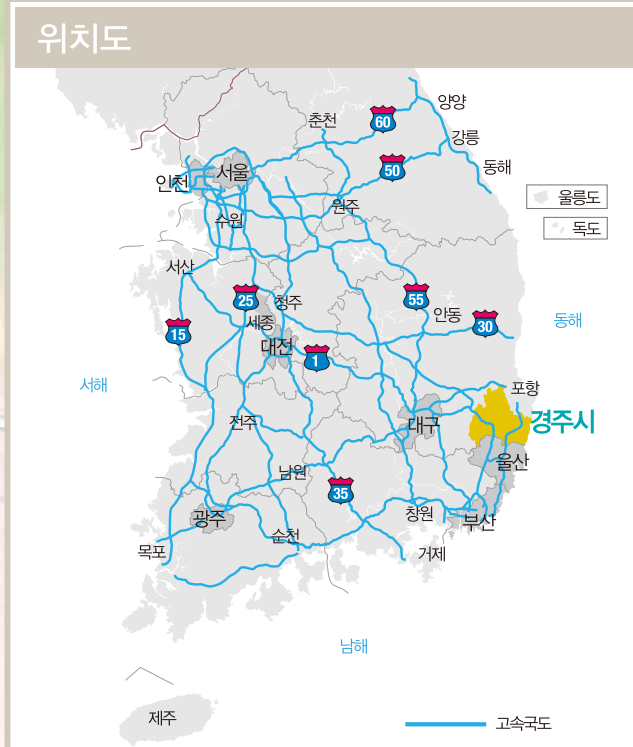 위치도
양양
춘천
60
강릉
50
동해
인천
서울
울릉도
원주
수원
독도
서산
25
청주
55
안동
30
동해
세종
15
대전
1
서해
포항
전주
대구
경주시
울산
남원
35
광주
창원
부산
순천
목포
거제
남해
제주
고속국도